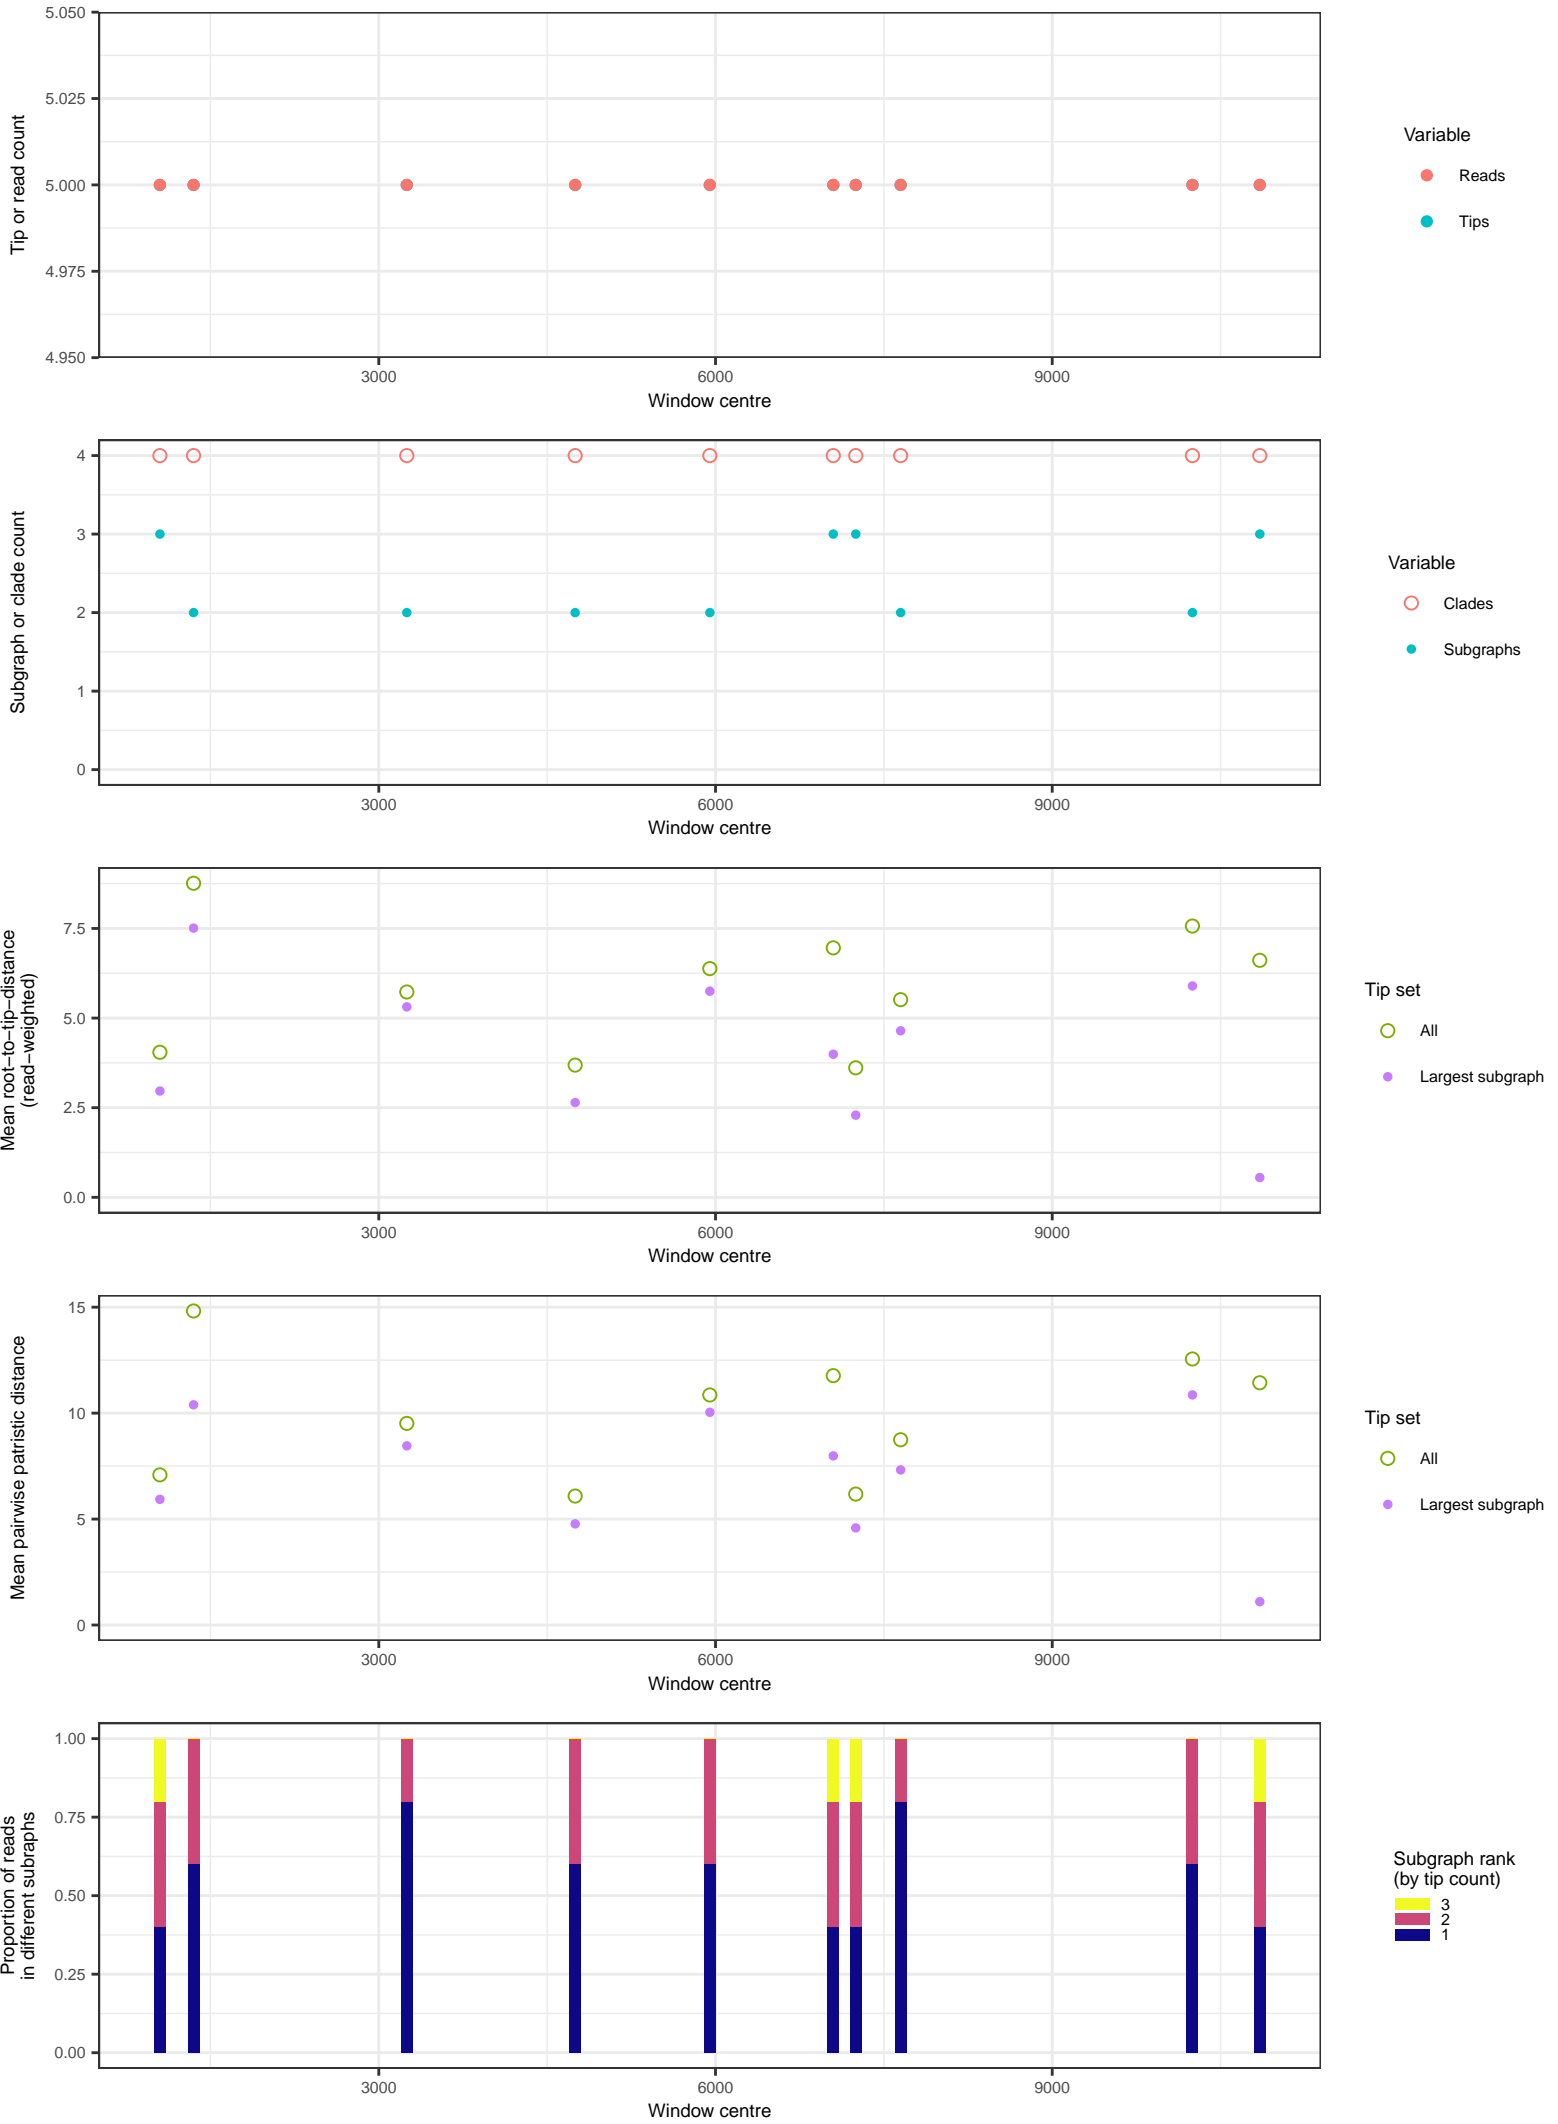 5.050
5.025
5.000
4.975
4.950
Tip or read count
3000 6000 9000
Window centre
Variable
Reads
Tips
4
3
2
1
0
Subgraph or clade count
3000 6000 9000
Window centre
Variable
Clades
Subgraphs
7.5
5.0
2.5
0.0
Mean root−to−tip−distance
(read−weighted)
3000 6000 9000
Window centre
Tip set
All
Largest subgraph
15
10
5
0
Mean pairwise patristic distance
3000 6000 9000
Window centre
Tip set
All
Largest subgraph
1.00
0.75
0.50
0.25
0.00
Proportion of reads
in different subraphs
3000 6000 9000
Window centre
Subgraph rank
(by tip count)
3
2
1